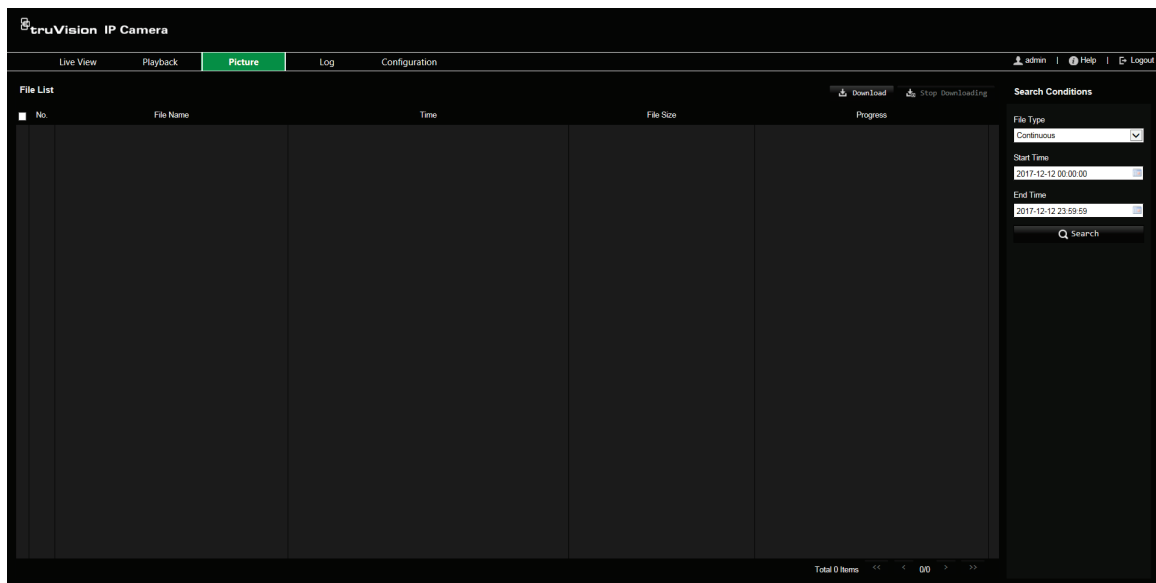 truVision IP Camera
Live View Playback Picture Log Configuration admin | Help | Logout
File List Download Stop Downloading Search Conditions
No. File Name Time File Size Progress
File Type
Continuous
Start Time
2017-12-12 00:00:00
End Time
2017-12-12 23:59:59
Search
Total 0 Items << < 0/0 > >>